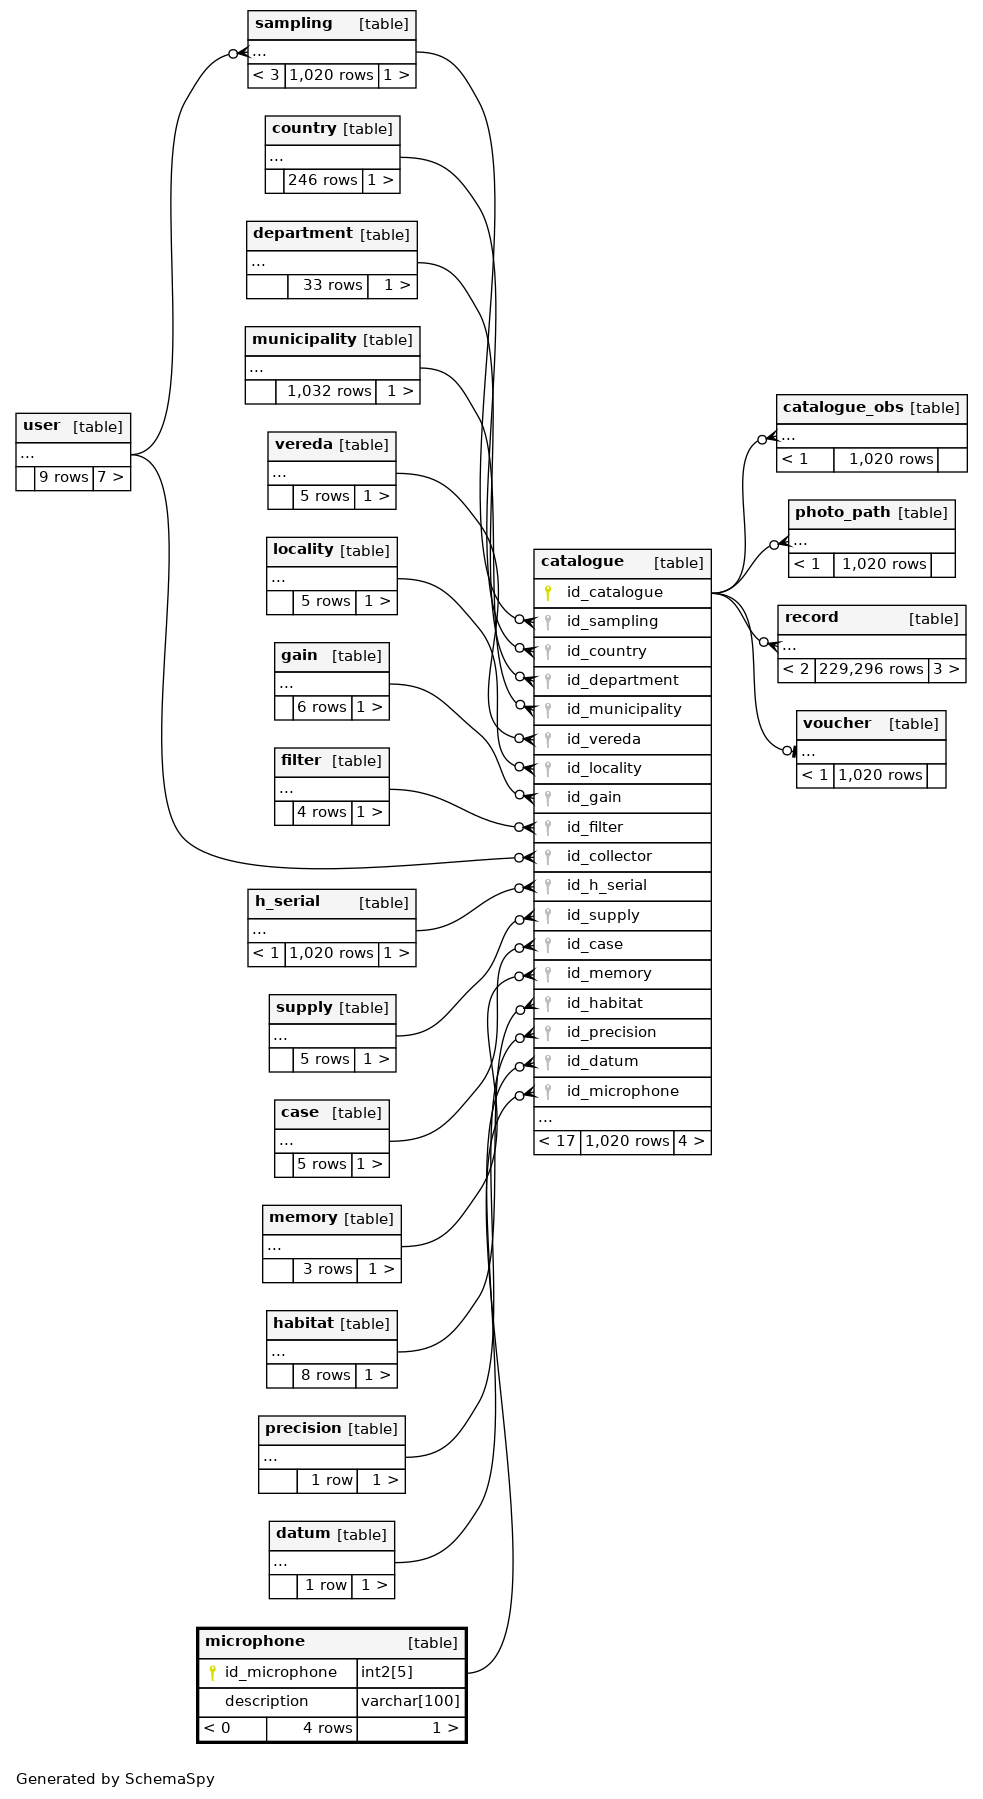 sampling [table]
...
< 3 1,020 rows 1 >
country [table]
...
246 rows 1 >
department [table]
...
33 rows 1 >
municipality [table]
...
1,032 rows 1 >
vereda [table]
...
5 rows 1 >
locality [table]
...
5 rows 1 >
gain [table]
...
6 rows 1 >
filter [table]
...
4 rows 1 >
user [table]
...
9 rows 7 >
h_serial [table]
...
< 1 1,020 rows 1 >
supply [table]
...
5 rows 1 >
case [table]
...
5 rows 1 >
memory [table]
...
3 rows 1 >
habitat [table]
...
8 rows 1 >
precision [table]
...
1 row 1 >
datum [table]
...
1 row 1 >
microphone [table]
id_microphone int2[5]
description varchar[100]
< 0 4 rows 1 >
catalogue [table]
id_catalogue
id_sampling
id_country
id_department
id_municipality
id_vereda
id_locality
id_gain
id_filter
id_collector
id_h_serial
id_supply
id_case
id_memory
id_habitat
id_precision
id_datum
id_microphone
...
< 17 1,020 rows 4 >
catalogue_obs [table]
...
< 1 1,020 rows
photo_path [table]
...
< 1 1,020 rows
record [table]
...
< 2 229,296 rows 3 >
voucher [table]
...
< 1 1,020 rows
Generated by SchemaSpy